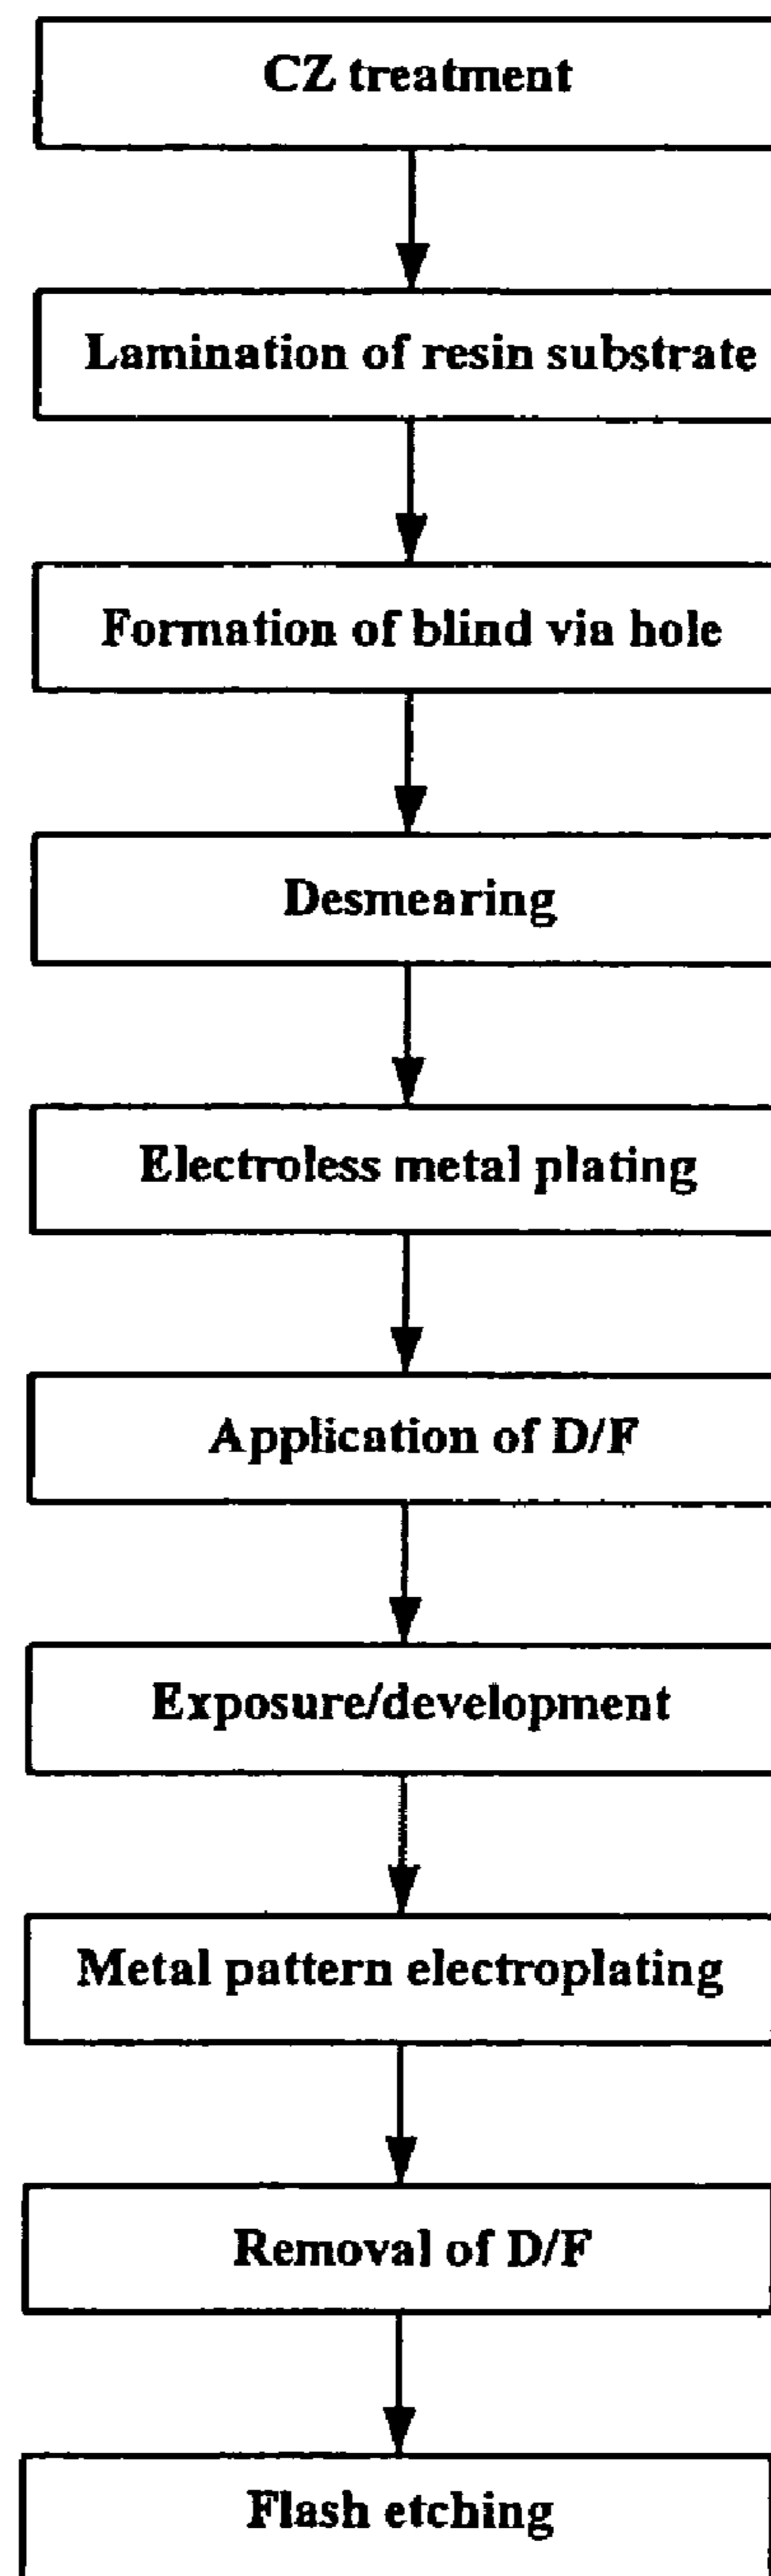 CZ treatment
Lamination of resin substrate
Formation of blind via hole
Desmearing
Electroless metal plating
Application of D/F
Exposure/development
Metal pattern electroplating
Removal of D/F
Flash etching